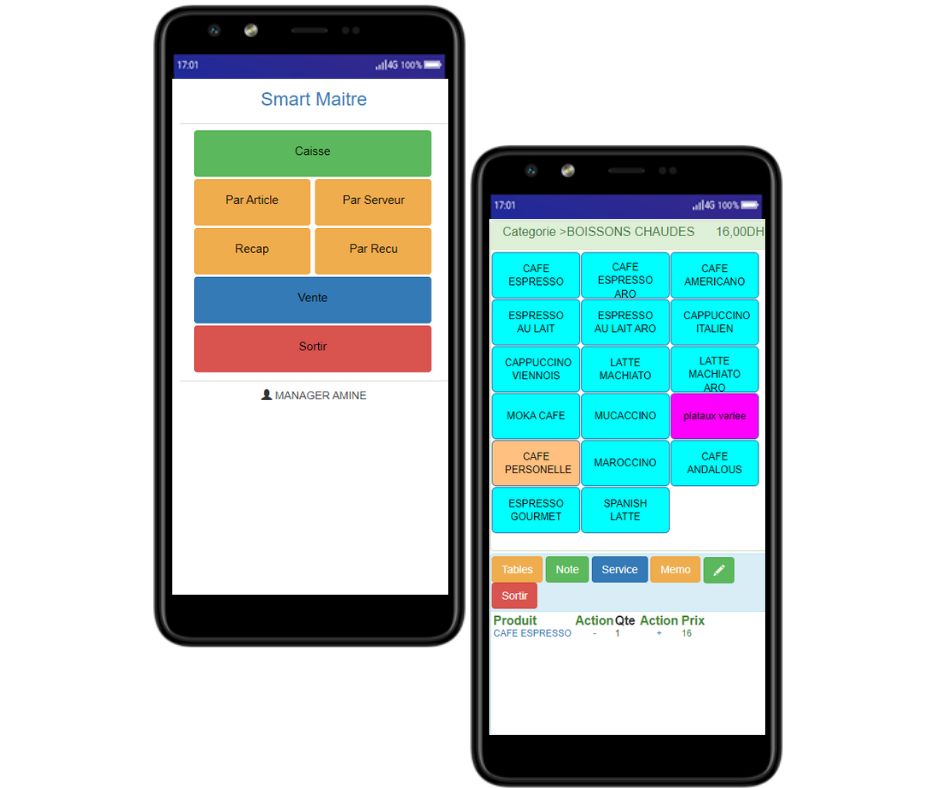 17:01 4G 100%
Smart Maitre
Caisse
Par Article Par Serveur
Recap Par Recu
Vente
Sortir
MANAGER AMINE
17:01 4G 100%
Categorie >BOISSONS CHAUDES 16,00DH
CAFE
ESPRESSO
CAFE
ESPRESSO
ARO
CAFE
AMERICANO
ESPRESSO
AU LAIT
ESPRESSO
AU LAIT ARO
CAPPUCCINO
ITALIEN
CAPPUCCINO
VIENNOIS
LATTE
MACHIATO
LATTE
MACHIATO
ARO
MOKA CAFE
MUCACCINO
plataux variee
CAFE
PERSONELLE
MAROCCINO
CAFE
ANDALOUS
ESPRESSO
GOURMET
SPANISH
LATTE
Tables Note Service Memo
Sortir
Produit Action Qte Action Prix
CAFE ESPRESSO - 1 + 16